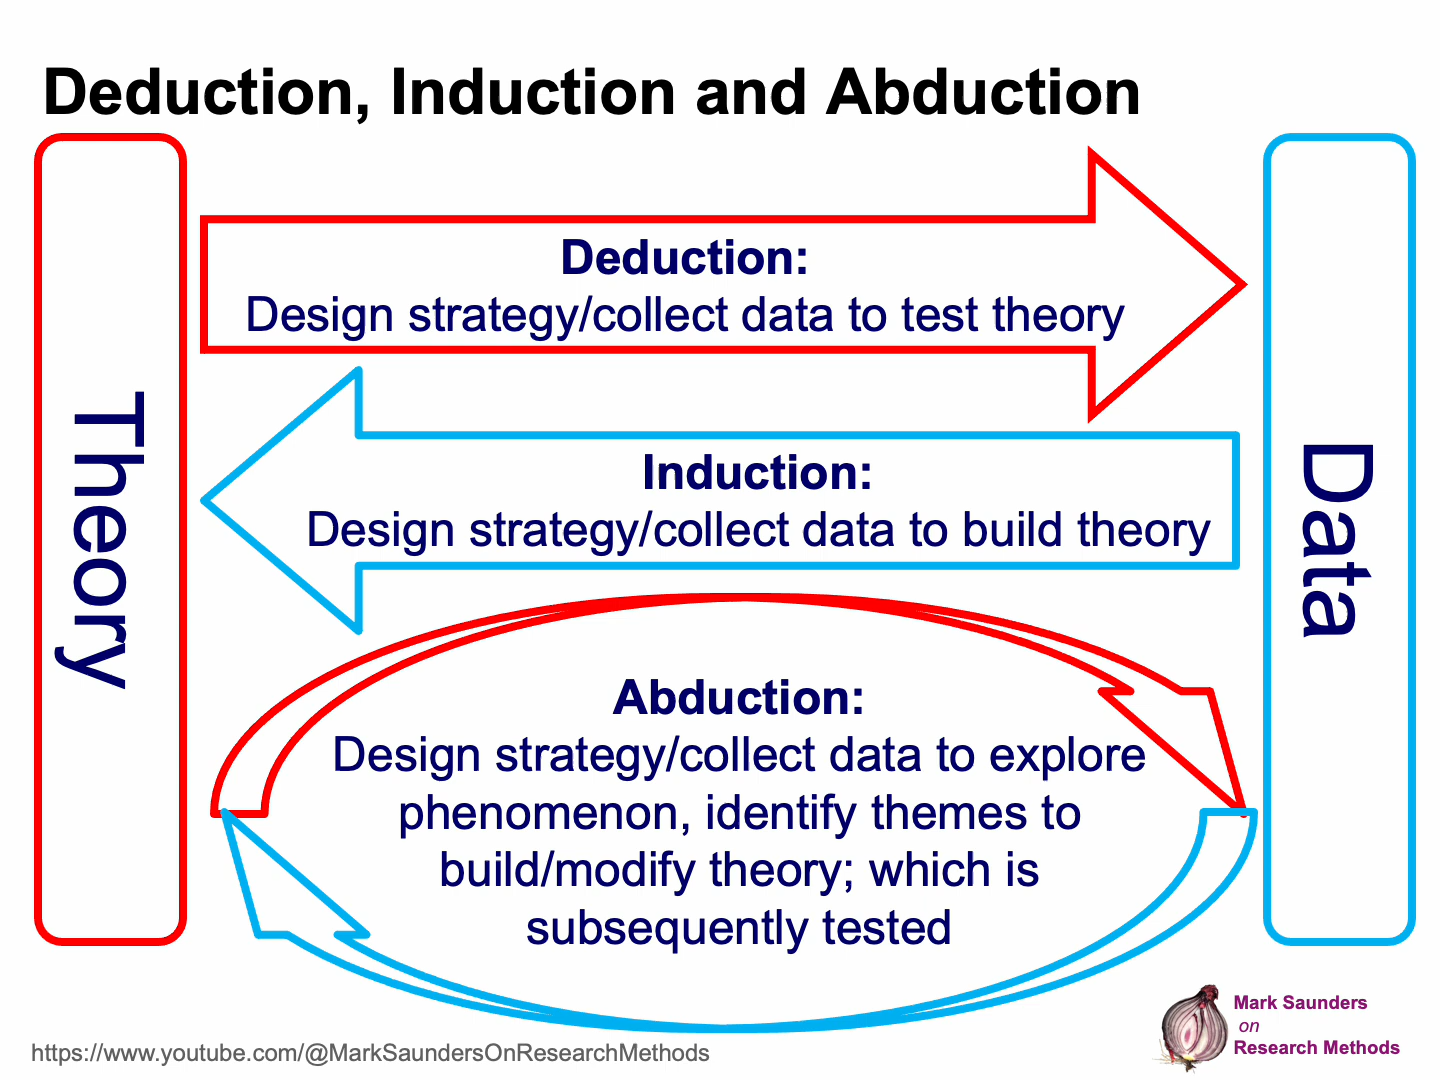 Deduction, Induction and Abduction
Theory
Deduction:
Design strategy/collect data to test theory
Induction:
Design strategy/collect data to build theory
Abduction:
Design strategy/collect data to explore
phenomenon, identify themes to
build/modify theory; which is
subsequently tested
Data
https://www.youtube.com/@MarkSaundersOnResearchMethods
Mark Saunders
on
Research Methods